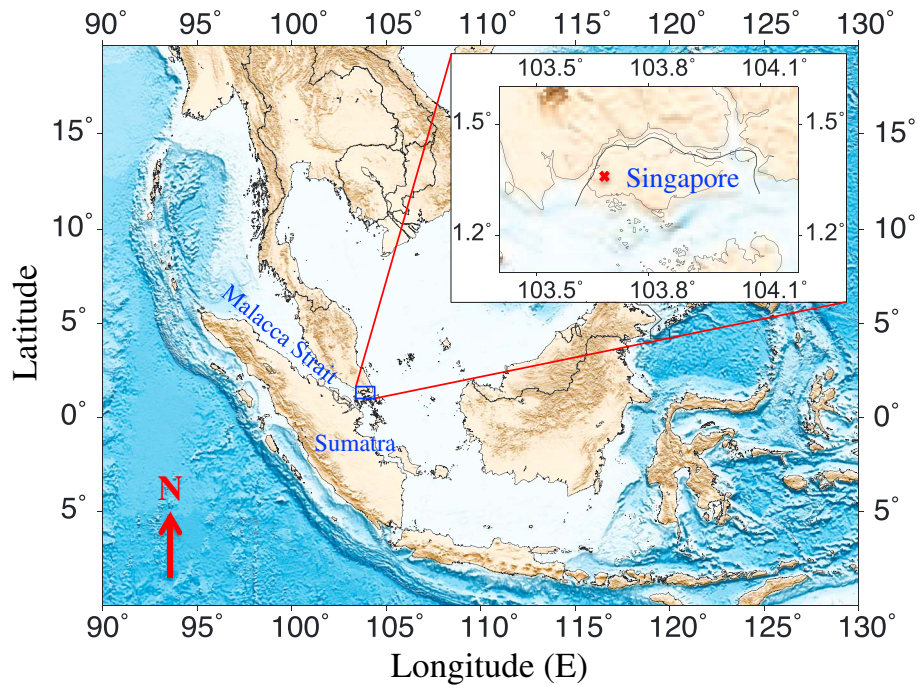 90° 95° 100° 105° 110° 115° 120° 125° 130°
103.5° 103.8° 104.1°
15° 1.5° 1.5° 15°
Singapore
10° 1.2° 1.2° 10°
103.5° 103.8° 104.1°
Latitude
5° Malacca Strait 5°
0° 0°
Sumatra
N
5° 5°
90° 95° 100° 105° 110° 115° 120° 125° 130°
Longitude (E)